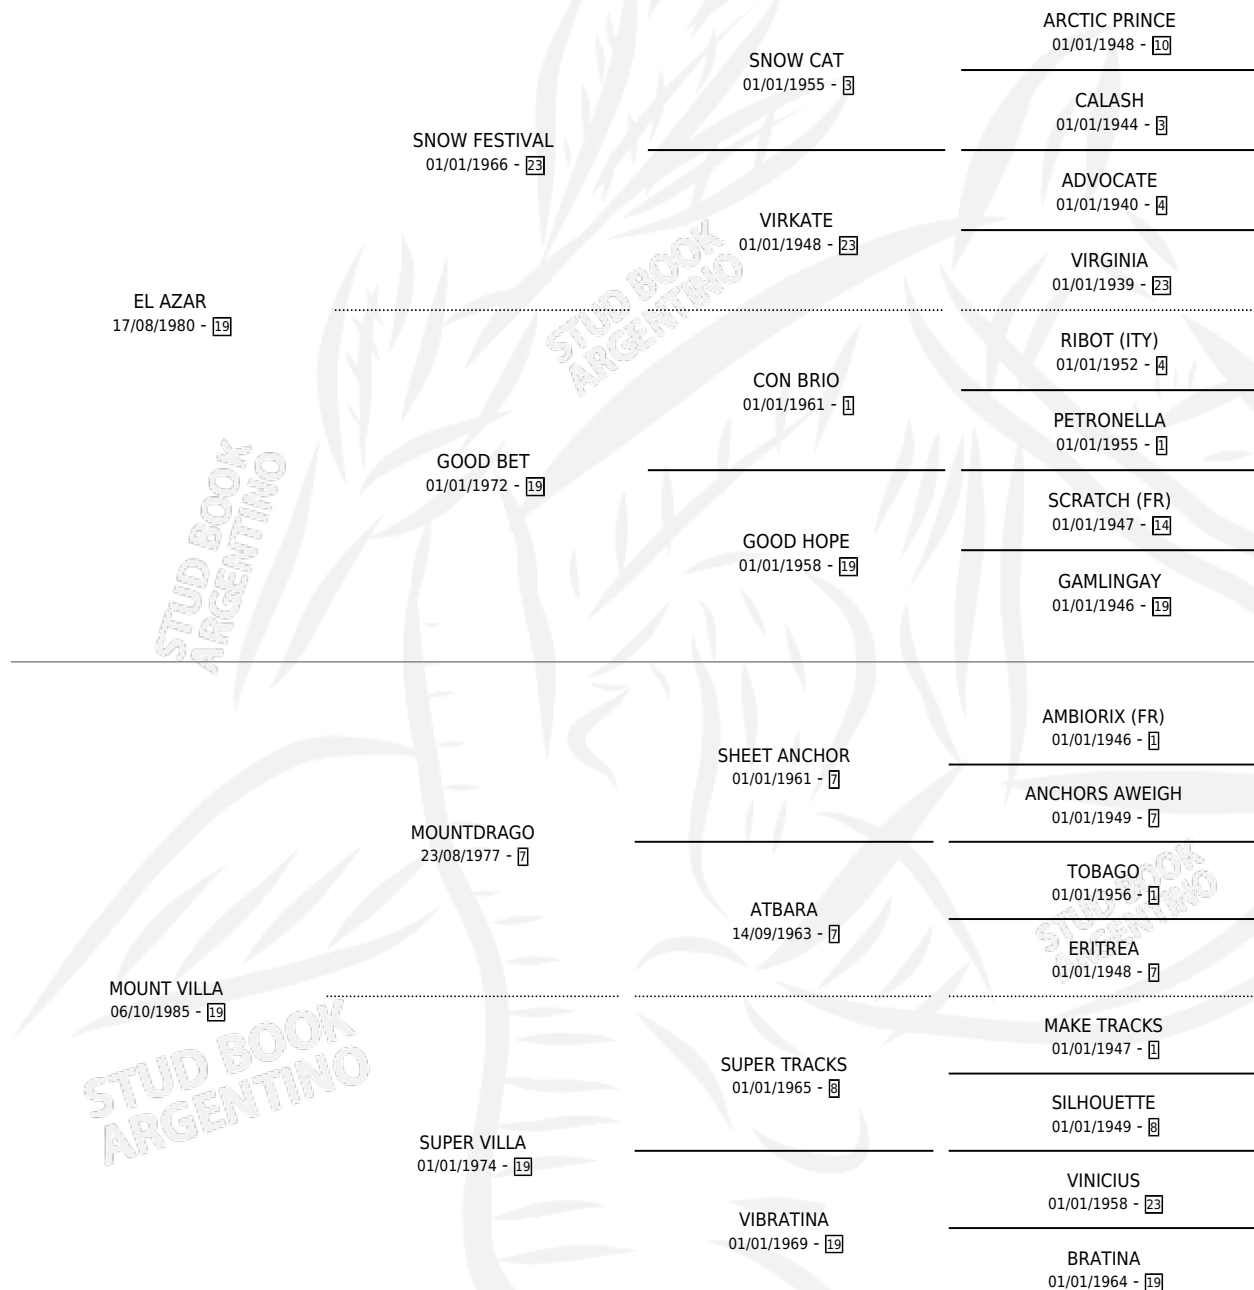 ARCTIC PRINCE
01/01/1948 - 10
SNOW CAT
01/01/1955 - 3
CALASH
01/01/1944 - 3
SNOW FESTIVAL
01/01/1966 - 23
ADVOCATE
01/01/1940 - 4
VIRKATE
01/01/1948 - 23
VIRGINIA
01/01/1939 - 23
EL AZAR
17/08/1980 - 19
STUD BOOK
ARGENTINO
RIBOT (ITY)
01/01/1952 - 4
CON BRIO
01/01/1961 - 1
PETRONELLA
01/01/1955 - 1
GOOD BET
01/01/1972 - 19
SCRATCH (FR)
01/01/1947 - 14
GOOD HOPE
01/01/1958 - 19
GAMLINGAY
01/01/1946 - 19
STUD BOOK
ARGENTINO
AMBIORIX (FR)
01/01/1946 - 1
SHEET ANCHOR
01/01/1961 - 7
ANCHORS AWEIGH
01/01/1949 - 7
MOUNTDRAGO
23/08/1977 - 7
TOBAGO
01/01/1956 - 1
ATBARA
14/09/1963 - 7
STUD BOOK
ARGENTINO
ERITREA
01/01/1948 - 7
MOUNT VILLA
06/10/1985 - 19
MAKE TRACKS
01/01/1947 - 1
SUPER TRACKS
01/01/1965 - 8
STUD BOOK
ARGENTINO
SILHOUETTE
01/01/1949 - 8
SUPER VILLA
01/01/1974 - 19
VINICIUS
01/01/1958 - 23
VIBRATINA
01/01/1969 - 19
BRATINA
01/01/1964 - 19